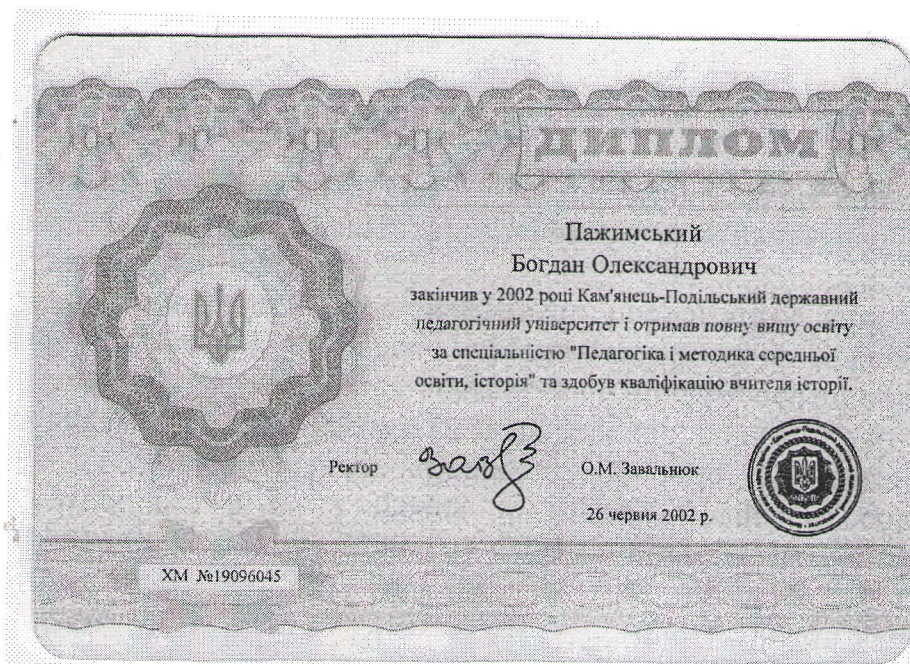 ДИПЛОМ
Пажимський
Богдан Олександрович
закінчив у 2002 році Кам'янець-Подільський державний
педагогічний університет і отримав повну вищу освіту
за спеціальністю "Педагогіка і методика середньої
освіти, історія" та здобув кваліфікацію вчителя історії.
Ректор
О.М. Завальнюк
26 червня 2002 р.
ХМ №19096045